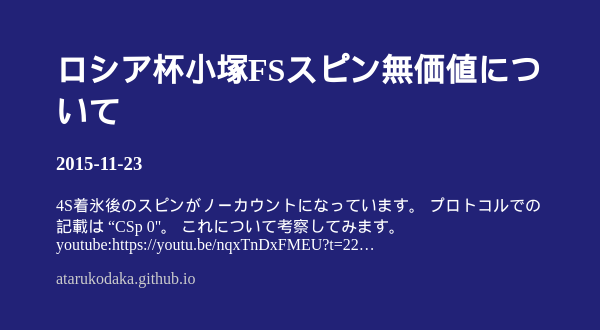 ロシア杯小塚FSスピン無価値につ
いて
2015-11-23
4S着氷後のスピンがノーカウントになっています。 プロトコルでの
記載は “CSp 0"。 これについて考察してみます。
youtube:https://youtu.be/nqxTnDxFMEU?t=22…
atarukodaka.github.io